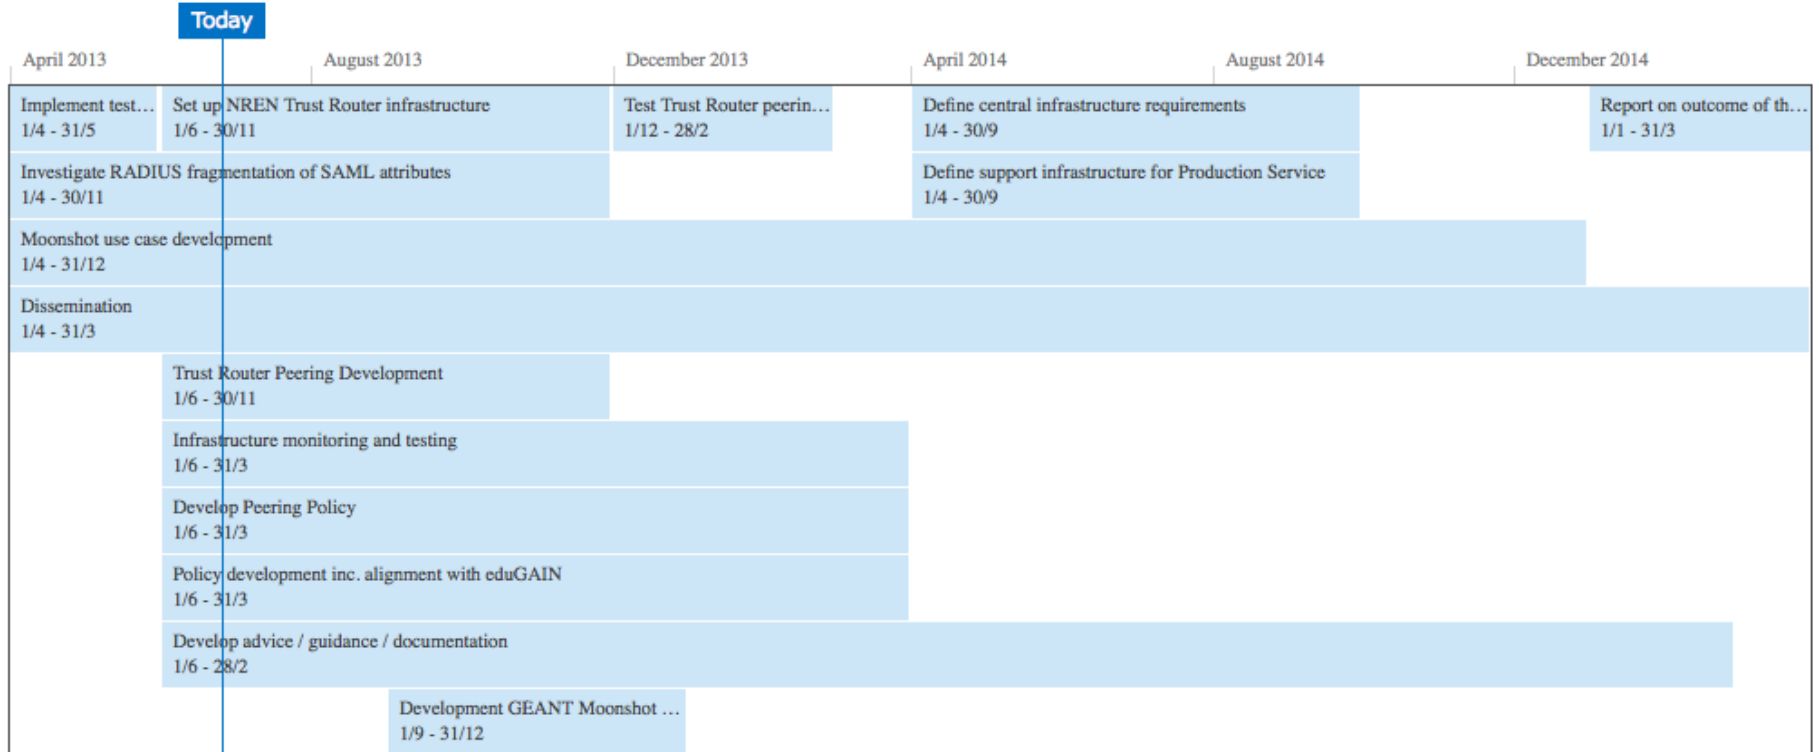 Today
April 2013
August 2013
December 2013
April 2014
August 2014
December 2014
Implement test...
1/4 - 31/5
Set up NREN Trust Router infrastructure
1/6 - 30/11
Test Trust Router peerin...
1/12 - 28/2
Define central infrastructure requirements
1/4 - 30/9
Report on outcome of th...
1/1 - 31/3
Investigate RADIUS fragmentation of SAML attributes
1/4 - 30/11
Define support infrastructure for Production Service
1/4 - 30/9
Moonshot use case development
1/4 - 31/12
Dissemination
1/4 - 31/3
Trust Router Peering Development
1/6 - 30/11
Infrastructure monitoring and testing
1/6 - 31/3
Develop Peering Policy
1/6 - 31/3
Policy development inc. alignment with eduGAIN
1/6 - 31/3
Develop advice / guidance / documentation
1/6 - 28/2
Development GEANT Moonshot ...
1/9 - 31/12